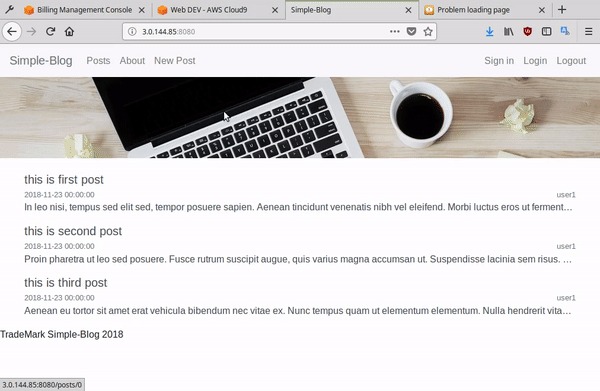 Billing Management Console
Web DEV - AWS Cloud9
Simple-Blog
Problem loading page
3.0.144.85:8080
Simple-Blog
Posts
About
New Post
Sign in
Login
Logout
this is first post
2018-11-23 00:00:00
user1
In leo nisi, tempus sed elit sed, tempor posuere sapien. Aenean tincidunt venenatis nibh vel eleifend. Morbi luctus eros ut ferment...
this is second post
2018-11-23 00:00:00
user1
Proin pharetra ut leo sed posuere. Fusce rutrum suscipit augue, quis varius magna accumsan ut. Suspendisse lacinia sem risus. ...
this is third post
2018-11-23 00:00:00
user1
Aenean eu tortor sit amet erat vehicula bibendum nec vitae ex. Nunc tempus quam ut elementum elementum. Nulla hendrerit vita...
TradeMark Simple-Blog 2018
3.0.144.85:8080/posts/0